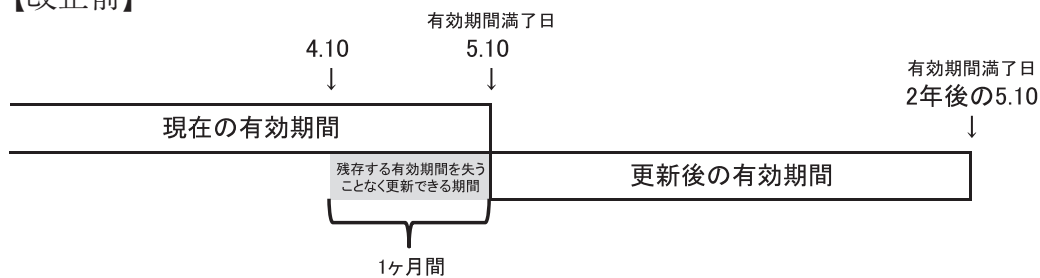 【改正前】
有効期間満了日
4.10
5.10
↓
↓
有効期間満了日
2年後の5.10
↓
現在の有効期間
残存する有効期間を失う
ことなく更新できる期間
更新後の有効期間
1ヶ月間